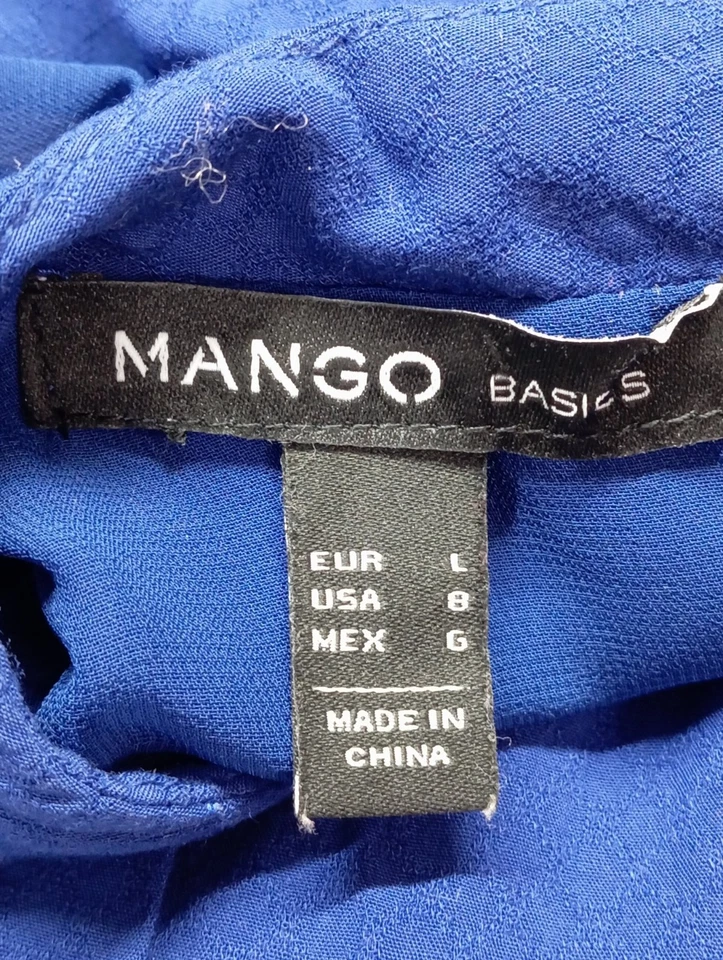 MANGO BASICS
EUR L
USA 8
MEX G
MADE IN
CHINA